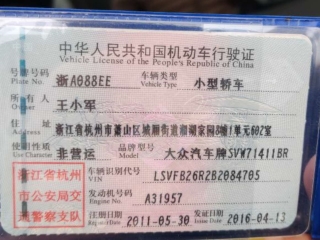 中华人民共和国机动车行驶证
Vehicle License of the People's Republic of China
号牌号码 浙A088EE 车辆类型 小型轿车
Plate No. Vehicle Type
所有人 王小军
Owner
住址 浙江省杭州市萧山区城厢街道湘湖家园8幢1单元602室
Address
使用性质 非营运 品牌型号 大众汽车牌SVW71411BR
Use Character Model
浙江省杭州 车辆识别代号 LSVFB26R2B2084705
VIN
市公安局交 发动机号码 A31957
Engine No.
通警察支队 注册日期 2011-05-30 发证日期 2016-04-13
Register Date Issue Date